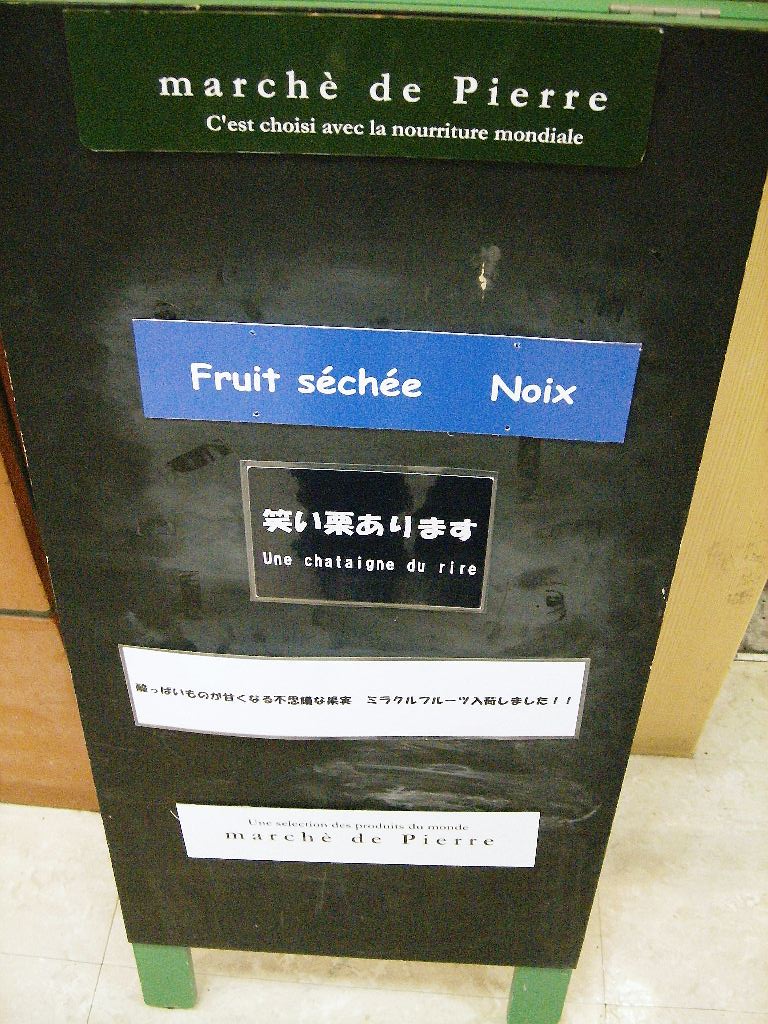 marchè de Pierre
C'est choisi avec la nourriture mondiale
Fruit séchée Noix
笑い栗あります
Une chataigne du rire
酸っぱいものが甘くなる不思議な果実 ミラクルフルーツ入荷しました！！
Une selection des produits du monde
marchè de Pierre